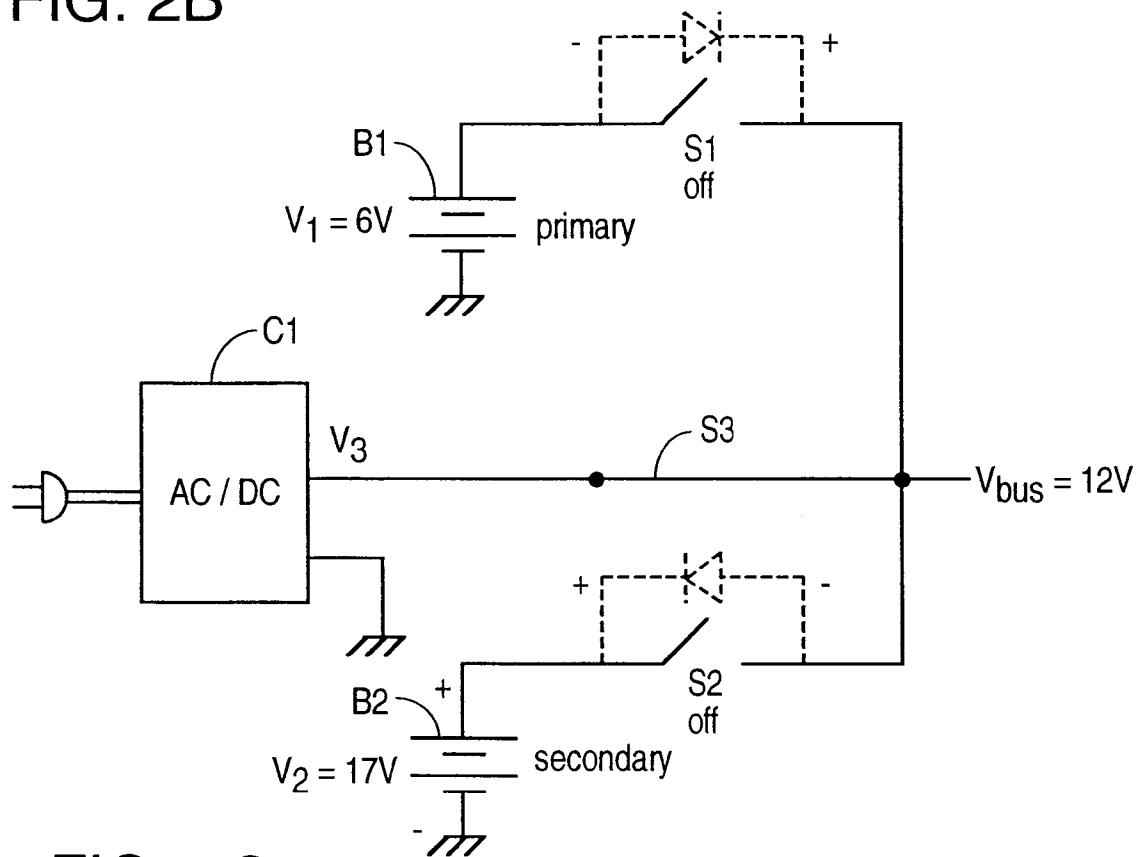 FIG. 2B
- +
S1
off
B1
V1 = 6V
primary
C1
V3
S3
AC / DC
Vbus = 12V
+ -
S2
off
+
B2
V2 = 17V
secondary
-